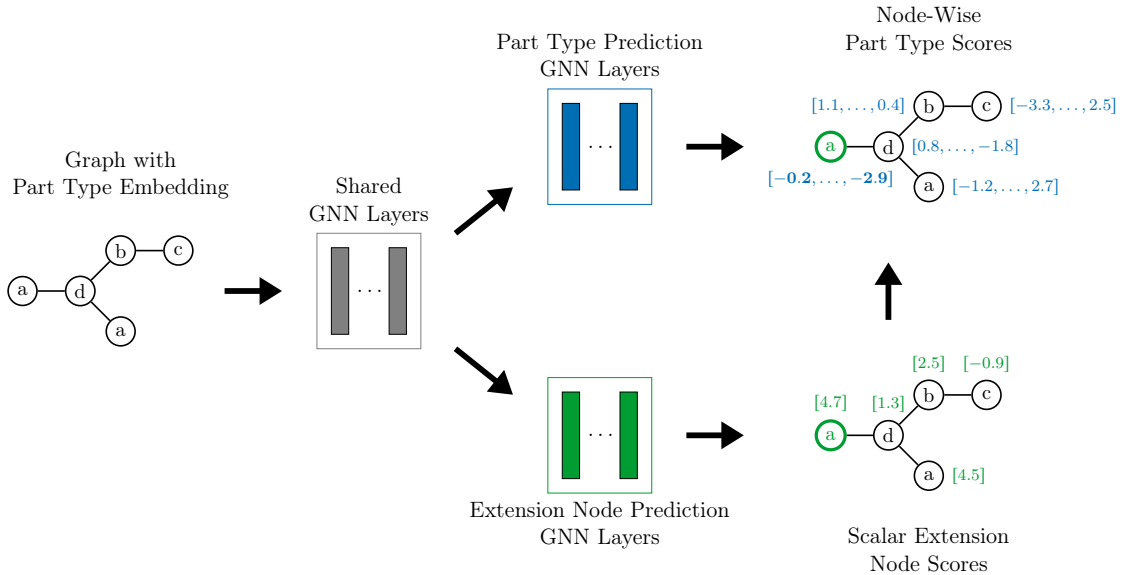 Graph with
Part Type Embedding
a
d
b
c
a
Shared
GNN Layers
...
Part Type Prediction
GNN Layers
...
Extension Node Prediction
GNN Layers
...
Node-Wise
Part Type Scores
[1.1, ..., 0.4]
b
c
[−3.3, ..., 2.5]
a
d
[0.8, ..., −1.8]
[−0.2, ..., −2.9]
a
[−1.2, ..., 2.7]
[2.5]
[−0.9]
b
c
[4.7]
[1.3]
a
d
a
[4.5]
Scalar Extension
Node Scores